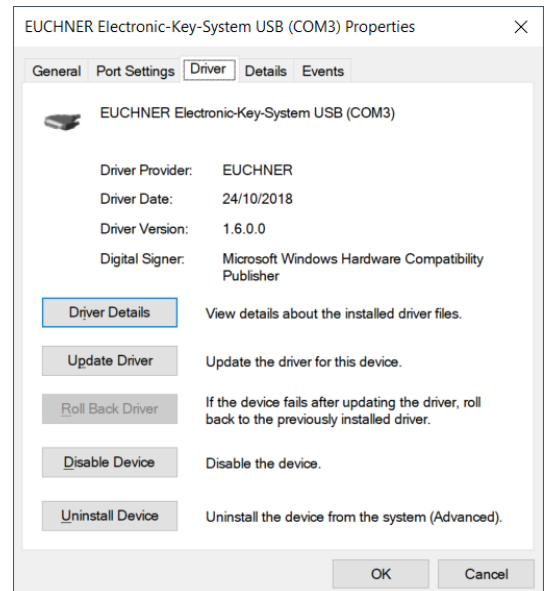 EUCHNER Electronic-Key-System USB (COM3) Properties
General Port Settings Driver Details Events
EUCHNER Electronic-Key-System USB (COM3)
Driver Provider: EUCHNER
Driver Date: 24/10/2018
Driver Version: 1.6.0.0
Digital Signer: Microsoft Windows Hardware Compatibility
Publisher
Driver Details View details about the installed driver files.
Update Driver Update the driver for this device.
Roll Back Driver If the device fails after updating the driver, roll
back to the previously installed driver.
Disable Device Disable the device.
Uninstall Device Uninstall the device from the system (Advanced).
OK Cancel